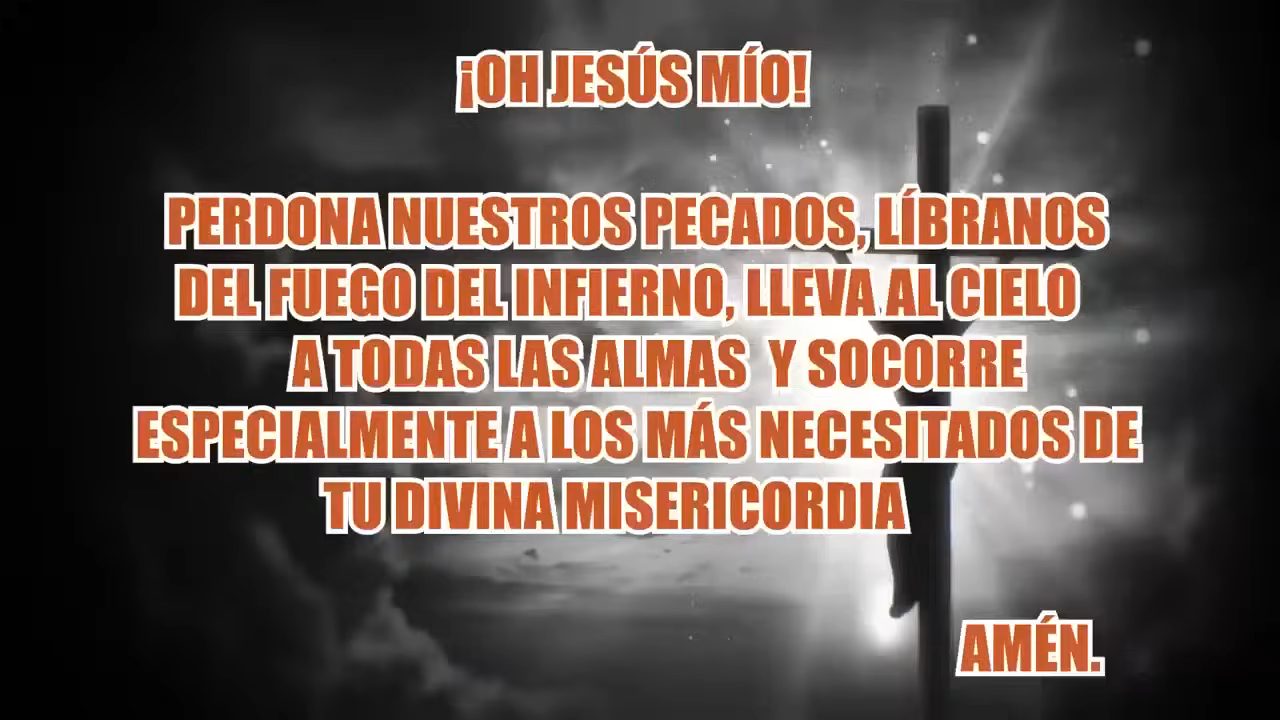 ¡OH JESÚS MÍO!
PERDONA NUESTROS PECADOS, LÍBRANOS
DEL FUEGO DEL INFIERNO, LLEVA AL CIELO
A TODAS LAS ALMAS Y SOCORRE
ESPECIALMENTE A LOS MÁS NECESITADOS DE
TU DIVINA MISERICORDIA
AMÉN.